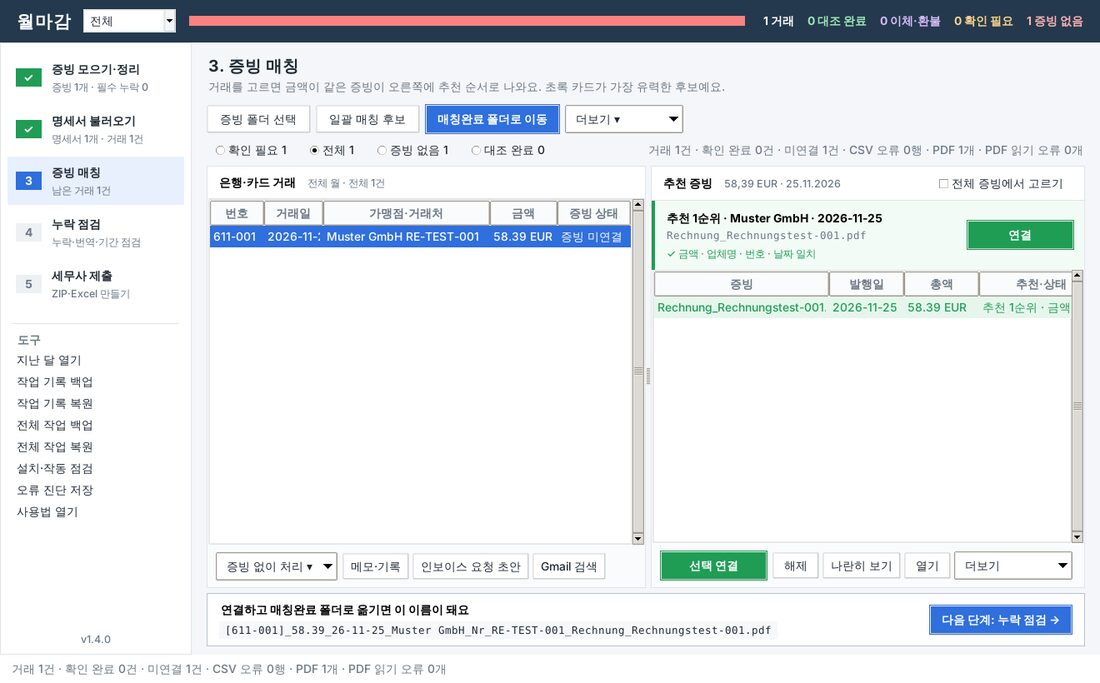 월마감 전체 1 거래 0 대조 완료 0 이체·환불 0 확인 필요 1 증빙 없음
증빙 모으기·정리
증빙 1개 · 필수 누락 0
명세서 불러오기
명세서 1개 · 거래 1건
3 증빙 매칭
남은 거래 1건
4 누락 점검
누락·번역·기간 점검
5 세무사 제출
ZIP·Excel 만들기
도구
지난 달 열기
작업 기록 백업
작업 기록 복원
전체 작업 백업
전체 작업 복원
설치·작동 점검
오류 진단 저장
사용법 열기
v1.4.0
3. 증빙 매칭
거래를 고르면 금액이 같은 증빙이 오른쪽에 추천 순서로 나와요. 초록 카드가 가장 유력한 후보예요.
증빙 폴더 선택 일괄 매칭 후보 매칭완료 폴더로 이동 더보기 ▾
확인 필요 1 전체 1 증빙 없음 1 대조 완료 0 거래 1건 · 확인 완료 0건 · 미연결 1건 · CSV 오류 0행 · PDF 1개 · PDF 읽기 오류 0개
은행·카드 거래 전체 월 · 전체 1건
번호 거래일 가맹점·거래처 금액 증빙 상태
611-001 2026-11-2 Muster GmbH RE-TEST-001 58.39 EUR 증빙 미연결
증빙 없이 처리 ▾ 메모·기록 인보이스 요청 초안 Gmail 검색
추천 증빙 58,39 EUR · 25.11.2026 전체 증빙에서 고르기
추천 1순위 · Muster GmbH · 2026-11-25
Rechnung_Rechnungstest-001.pdf
✓ 금액 · 업체명 · 번호 · 날짜 일치
연결
증빙 발행일 총액 추천·상태
Rechnung_Rechnungstest-001. 2026-11-25 58.39 EUR 추천 1순위 · 금액
선택 연결 해제 나란히 보기 열기 더보기
연결하고 매칭완료 폴더로 옮기면 이 이름이 돼요
[611-001]_58.39_26-11-25_Muster GmbH_Nr_RE-TEST-001_Rechnung_Rechnungstest-001.pdf
다음 단계: 누락 점검 →
거래 1건 · 확인 완료 0건 · 미연결 1건 · CSV 오류 0행 · PDF 1개 · PDF 읽기 오류 0개